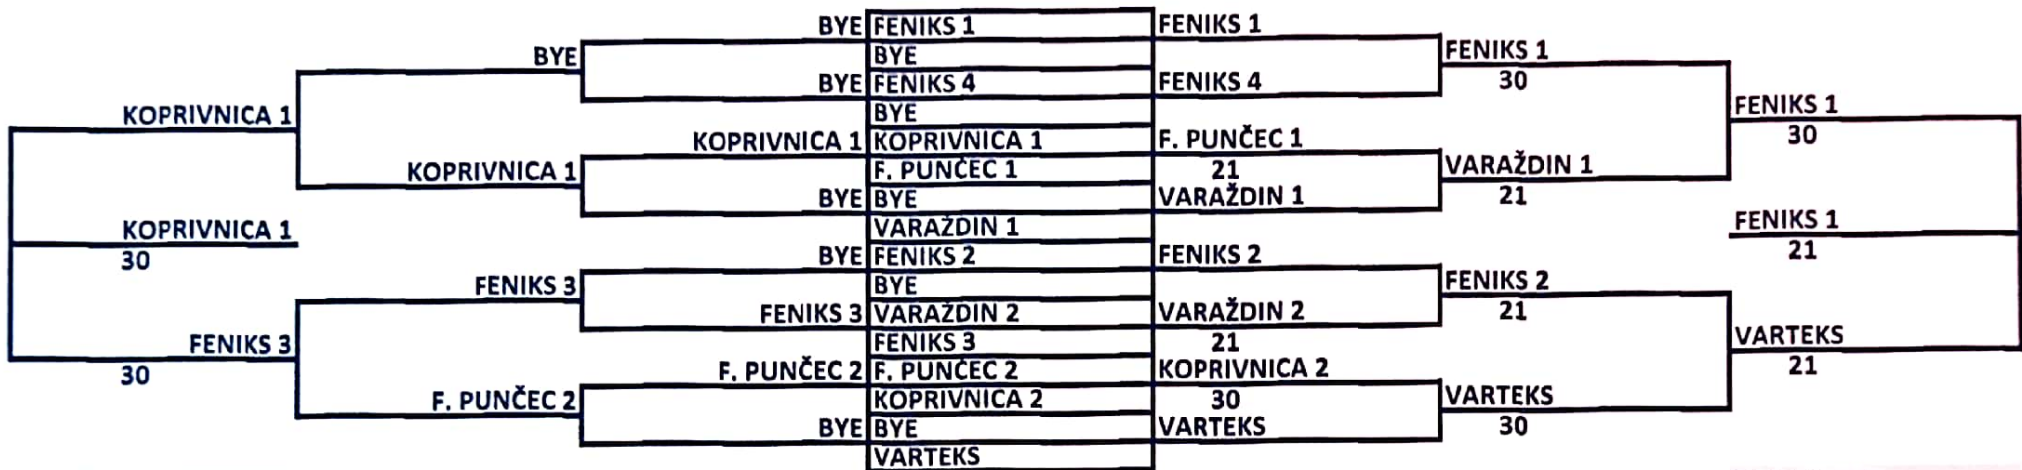 BYE FENIKS 1 FENIKS 1
BYE BYE FENIKS 1
BYE FENIKS 4 FENIKS 4 30
KOPRIVNICA 1 BYE FENIKS 1
KOPRIVNICA 1 KOPRIVNICA 1 F. PUNČEC 1 30
KOPRIVNICA 1 F. PUNČEC 1 21 VARAŽDIN 1
BYE BYE VARAŽDIN 1 21
KOPRIVNICA 1 VARAŽDIN 1 FENIKS 1
30 BYE FENIKS 2 FENIKS 2 21
FENIKS 3 BYE FENIKS 2
FENIKS 3 VARAŽDIN 2 VARAŽDIN 2 21
FENIKS 3 FENIKS 3 21 VARTEKS
30 F. PUNČEC 2 F. PUNČEC 2 KOPRIVNICA 2 21
F. PUNČEC 2 KOPRIVNICA 2 30 VARTEKS
BYE BYE VARTEKS 30
VARTEKS